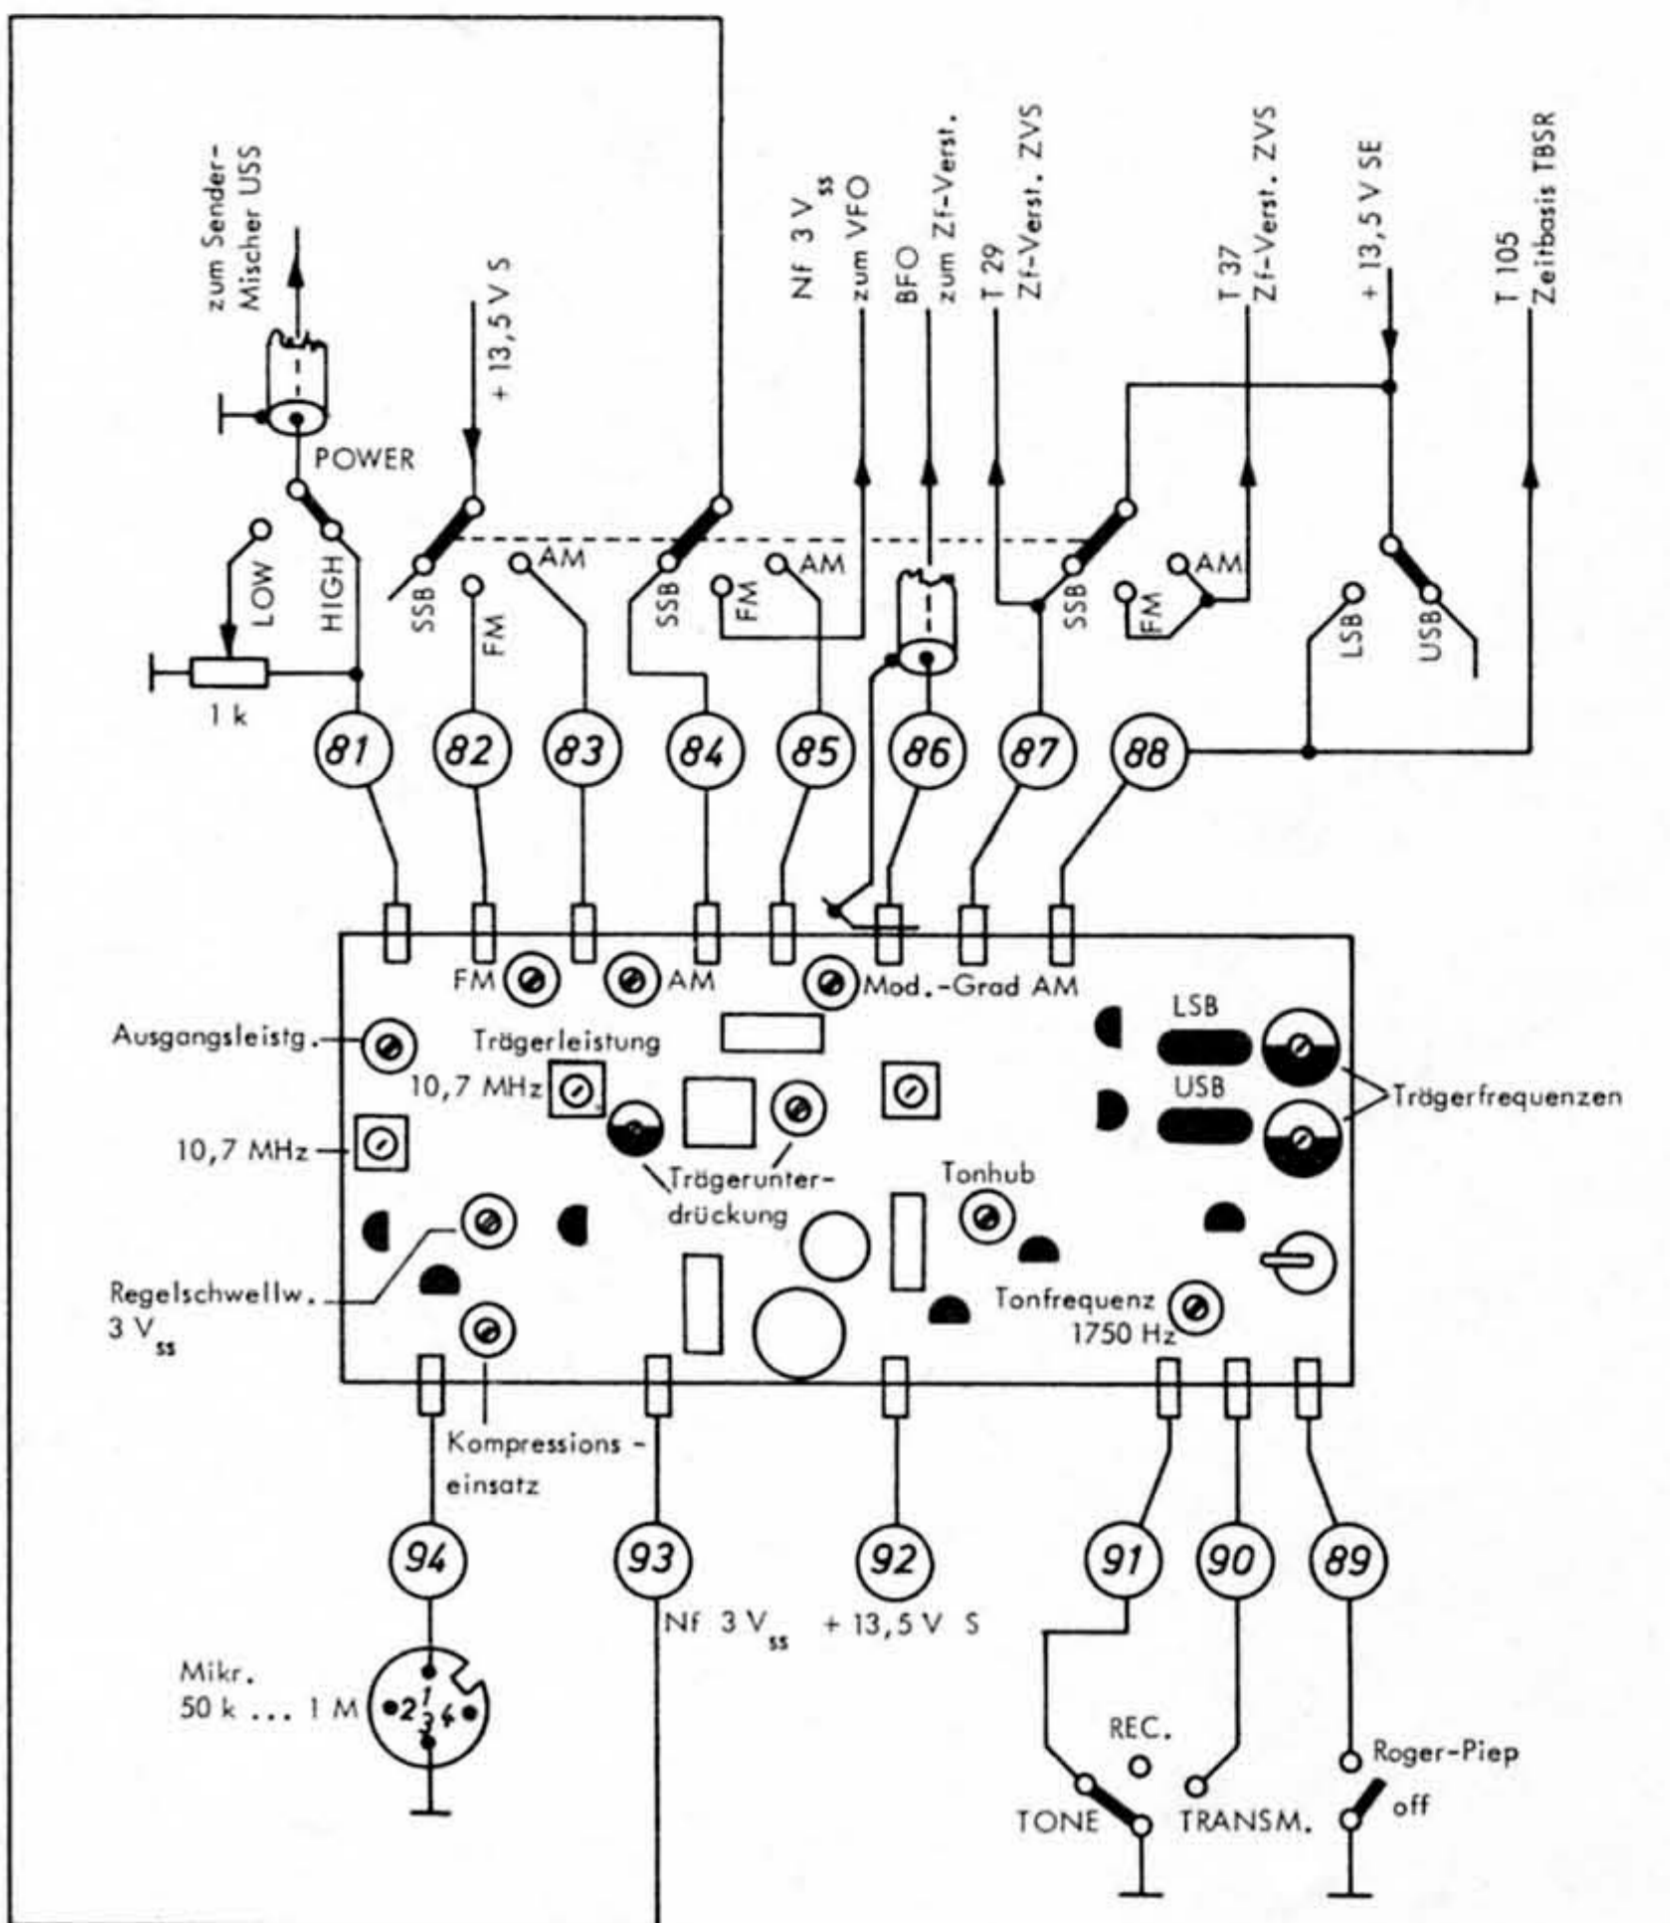 zum Sender-
Mischer USS
+ 13,5 V S
Nf 3 Vss
zum VFO
BFO
zum Zf-Verst.
T 29
Zf-Verst. ZVS
T 37
Zf-Verst. ZVS
+ 13,5 V SE
T 105
Zeitbasis TBSR
POWER
LOW
HIGH
1 k
SSB
FM
AM
SSB
FM
AM
SSB
FM
AM
LSB
USB
81
82
83
84
85
86
87
88
FM
AM
Mod.-Grad AM
Ausgangsleistg.
Trägerleistung
10,7 MHz
10,7 MHz
LSB
USB
Trägerfrequenzen
Trägerunter-
drückung
Tonhub
Regelschwellw.
3 Vss
Tonfrequenz
1750 Hz
Kompressions -
einsatz
94
93
92
91
90
89
Nf 3 Vss
+ 13,5 V S
Mikr.
50 k ... 1 M
1
2
3
4
REC.
TONE
TRANSM.
Roger-Piep
off